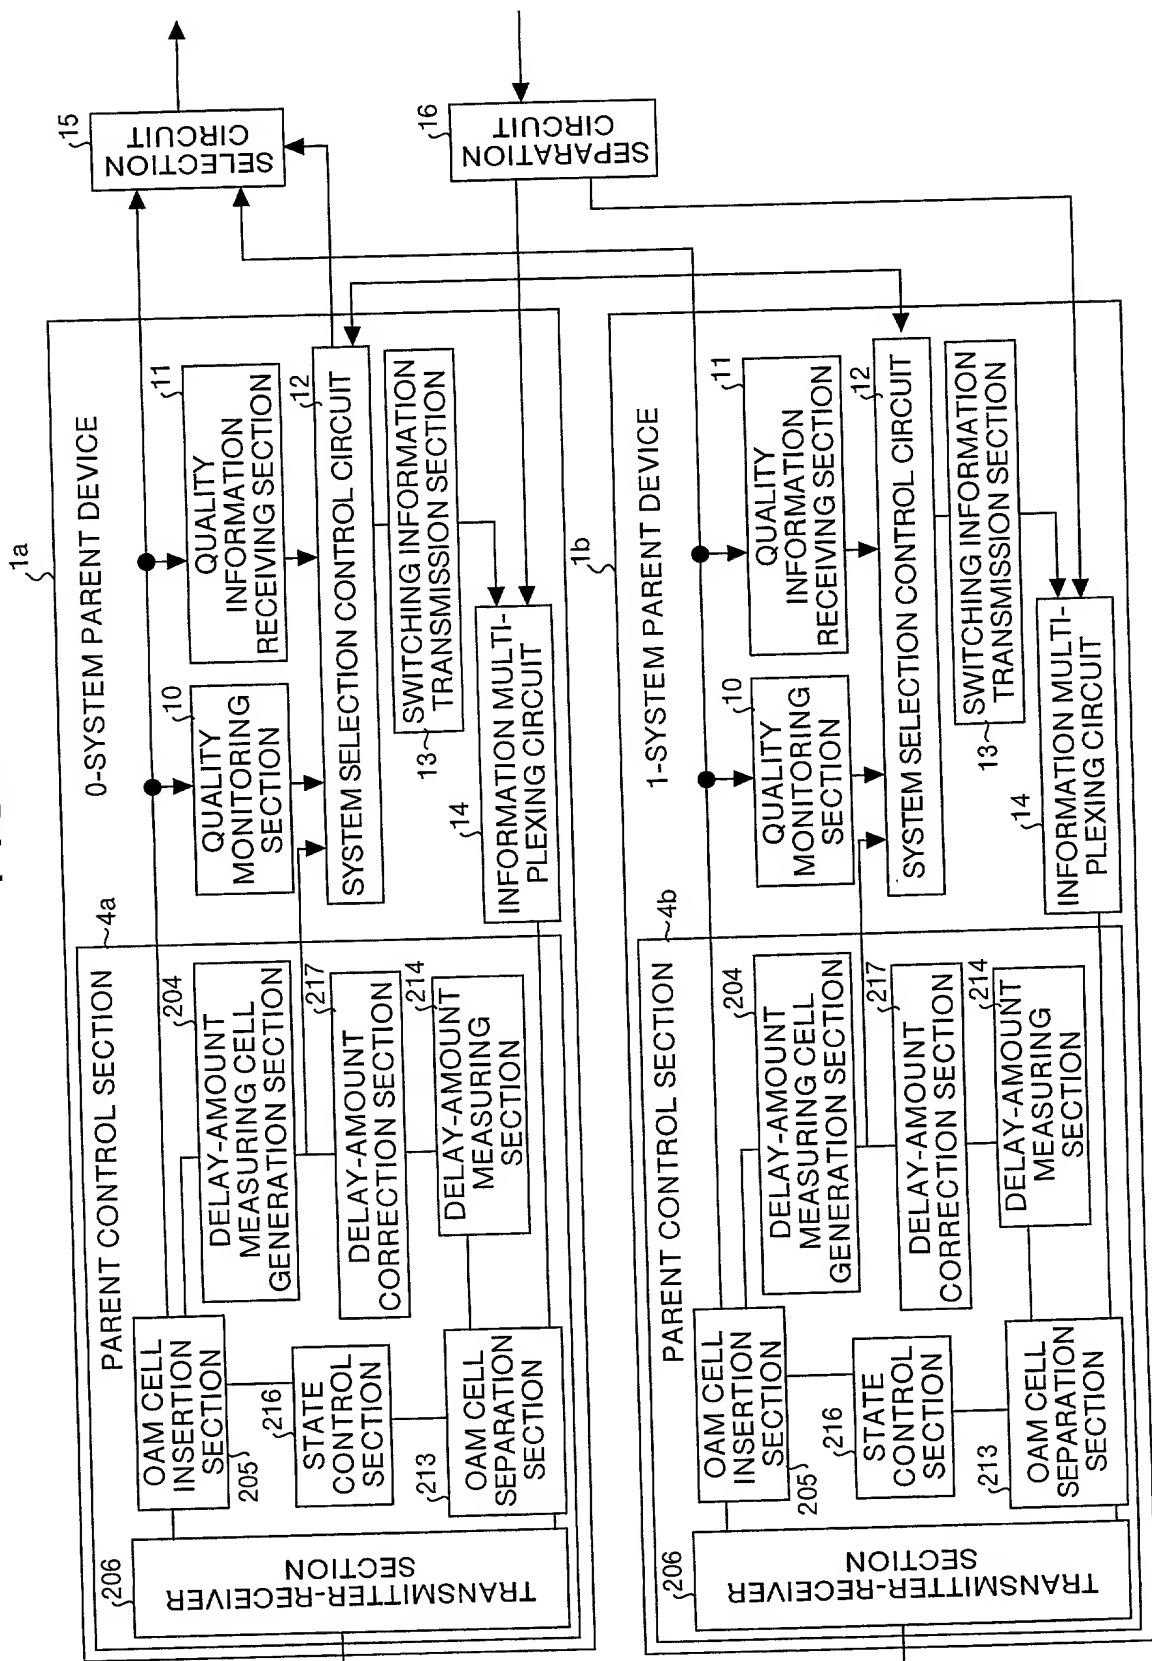 15
SELECTION
CIRCUIT
16
SEPARATION
CIRCUIT
1a
0-SYSTEM PARENT DEVICE
11
QUALITY
INFORMATION
RECEIVING SECTION
10
QUALITY
MONITORING
SECTION
12
SYSTEM SELECTION CONTROL CIRCUIT
13
SWITCHING INFORMATION
TRANSMISSION SECTION
14
INFORMATION MULTI-
PLEXING CIRCUIT
4a
PARENT CONTROL SECTION
204
DELAY-AMOUNT
MEASURING CELL
GENERATION SECTION
217
DELAY-AMOUNT
CORRECTION SECTION
214
DELAY-AMOUNT
MEASURING
SECTION
OAM CELL
INSERTION
SECTION
205
216
STATE
CONTROL
SECTION
213
OAM CELL
SEPARATION
SECTION
206
TRANSMITTER-RECEIVER
SECTION
1b
1-SYSTEM PARENT DEVICE
11
QUALITY
INFORMATION
RECEIVING SECTION
10
QUALITY
MONITORING
SECTION
12
SYSTEM SELECTION CONTROL CIRCUIT
13
SWITCHING INFORMATION
TRANSMISSION SECTION
14
INFORMATION MULTI-
PLEXING CIRCUIT
4b
PARENT CONTROL SECTION
204
DELAY-AMOUNT
MEASURING CELL
GENERATION SECTION
217
DELAY-AMOUNT
CORRECTION SECTION
214
DELAY-AMOUNT
MEASURING
SECTION
OAM CELL
INSERTION
SECTION
205
216
STATE
CONTROL
SECTION
213
OAM CELL
SEPARATION
SECTION
206
TRANSMITTER-RECEIVER
SECTION